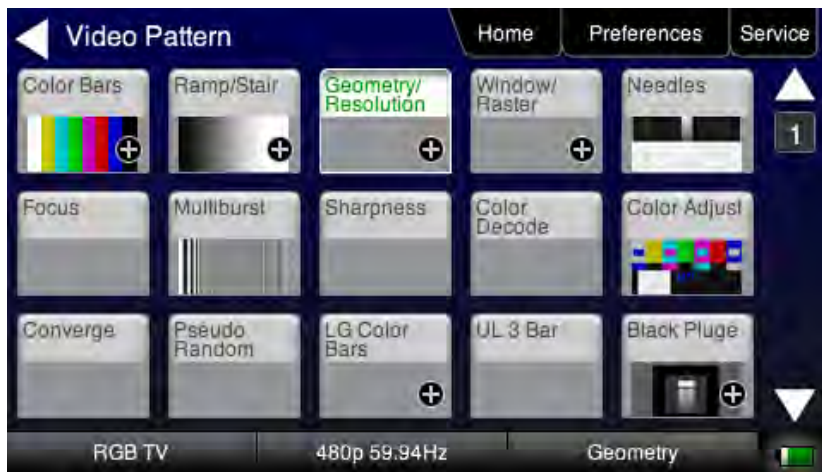 Video Pattern
Home
Preferences
Service
Color Bars
Ramp/Stair
Geometry/
Resolution
Window/
Raster
Needles
1
Focus
Multiburst
Sharpness
Color
Decode
Color Adjust
Converge
Pseudo
Random
LG Color
Bars
UL 3 Bar
Black Pluge
RGB TV
480p 59.94Hz
Geometry